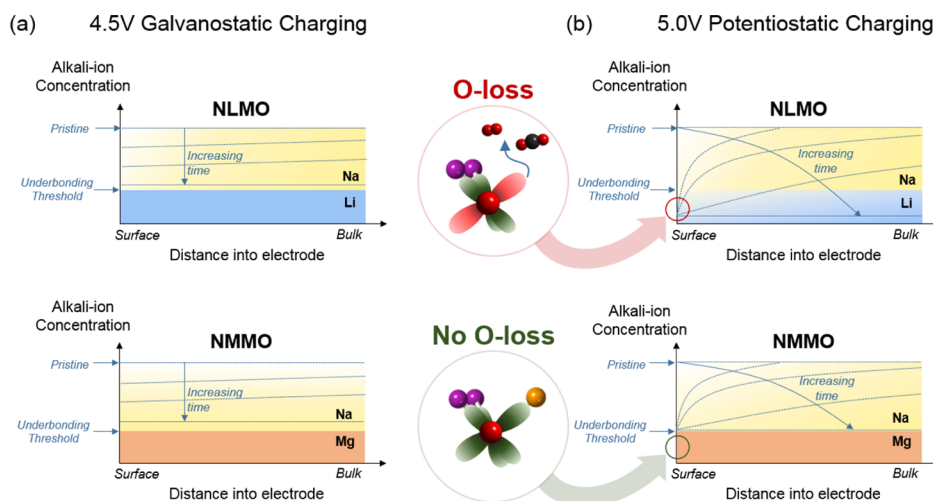 (a) 4.5V Galvanostatic Charging
(b) 5.0V Potentiostatic Charging
Alkali-ion
Concentration
NLMO
Pristine
Increasing
time
Na
Underbonding
Threshold
Li
Surface
Bulk
Distance into electrode
O-loss
Alkali-ion
Concentration
NLMO
Pristine
Increasing
time
Na
Underbonding
Threshold
Li
Surface
Bulk
Distance into electrode
Alkali-ion
Concentration
NMMO
Pristine
Increasing
time
Na
Underbonding
Threshold
Mg
Surface
Bulk
Distance into electrode
No O-loss
Alkali-ion
Concentration
NMMO
Pristine
Increasing
time
Na
Underbonding
Threshold
Mg
Surface
Bulk
Distance into electrode